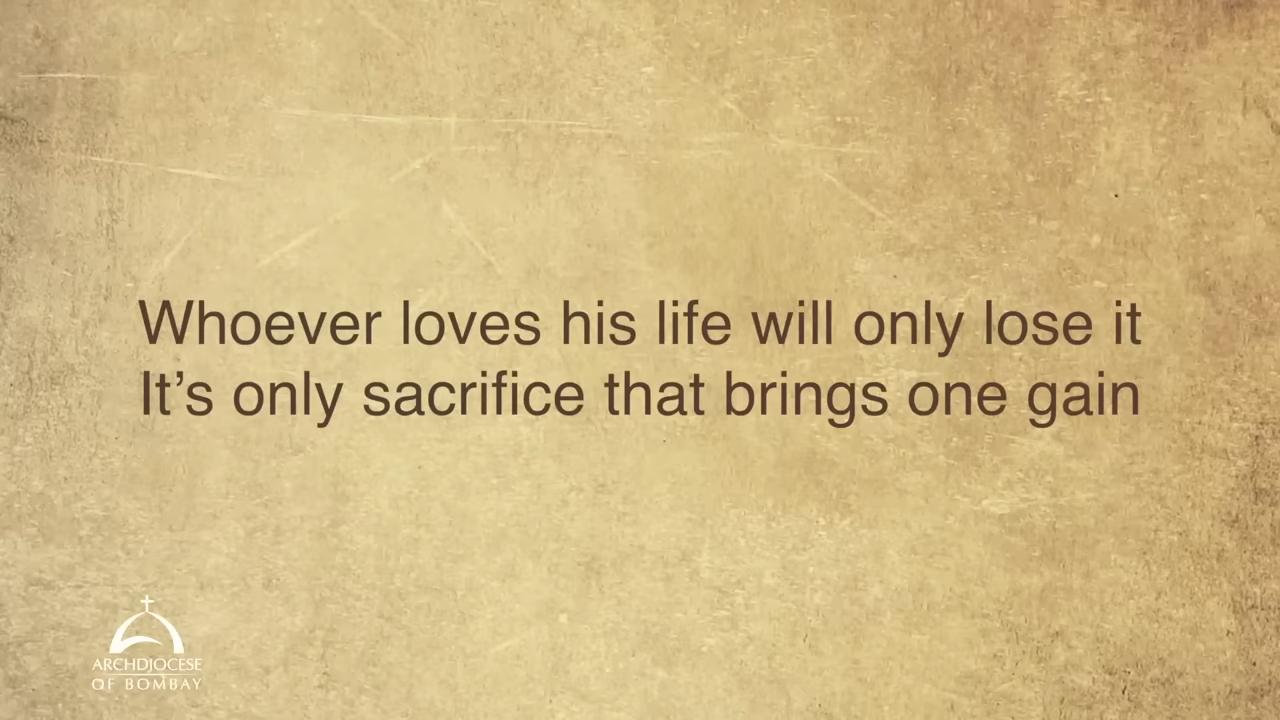 Whoever loves his life will only lose it
It’s only sacrifice that brings one gain
ARCHDIOCESE
OF BOMBAY